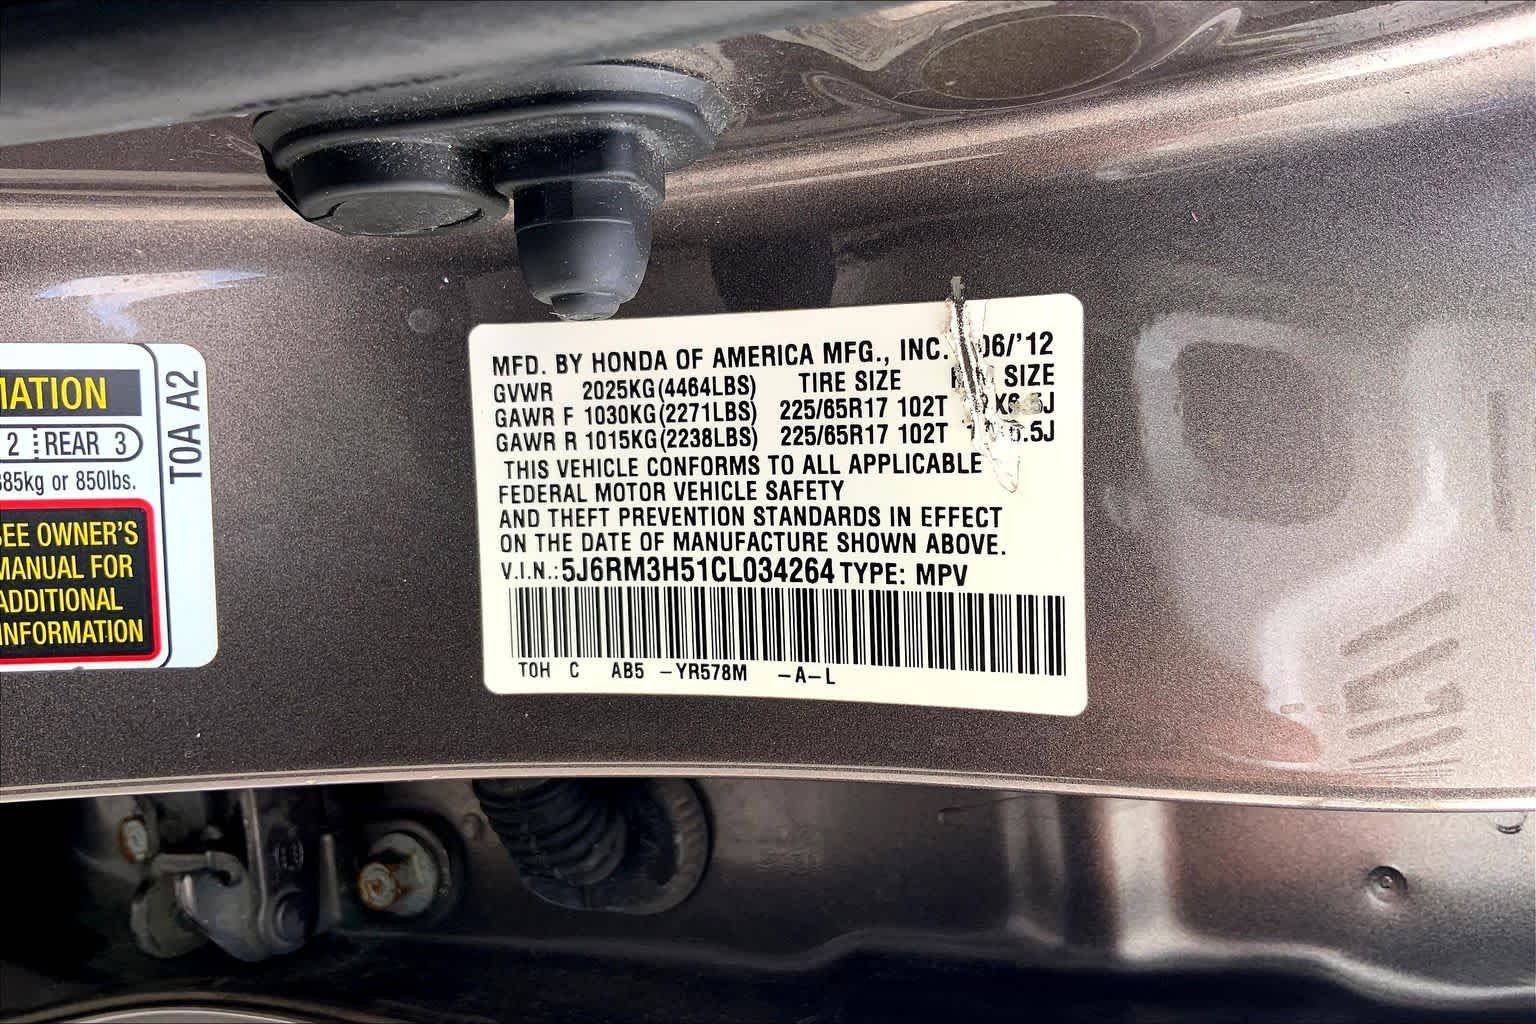 MATION
2 REAR 3
385kg or 850lbs.
SEE OWNER'S
MANUAL FOR
ADDITIONAL
INFORMATION
T0A A2
MFD. BY HONDA OF AMERICA MFG., INC. 06/'12
GVWR 2025KG(4464LBS) TIRE SIZE SIZE
GAWR F 1030KG(2271LBS) 225/65R17 102T
GAWR R 1015KG(2238LBS) 225/65R17 102T
THIS VEHICLE CONFORMS TO ALL APPLICABLE
FEDERAL MOTOR VEHICLE SAFETY
AND THEFT PREVENTION STANDARDS IN EFFECT
ON THE DATE OF MANUFACTURE SHOWN ABOVE.
V.I.N.: 5J6RM3H51CL034264 TYPE: MPV
T0H C AB5 -YR578M -A-L